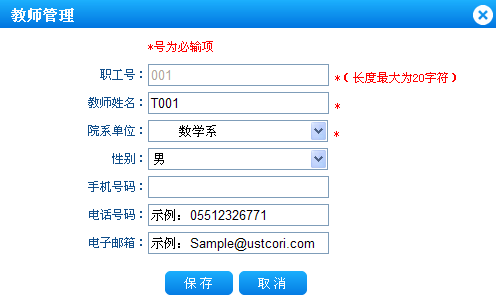 教师管理
*号为必输项
职工号： 001 *（长度最大为20字符）
教师姓名： T001 *
院系单位： 数学系 *
性别： 男
手机号码：
电话号码： 示例：05512326771
电子邮箱： 示例：Sample@ustcori.com
保存 取消